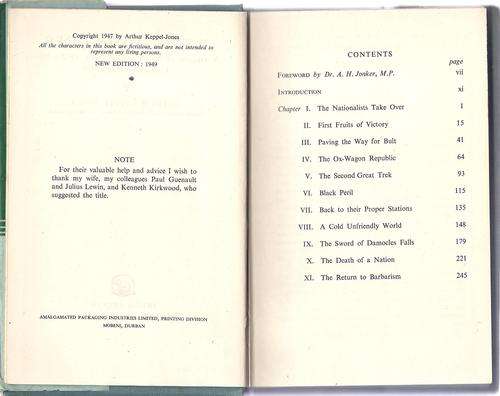 Copyright 1947 by Arthur Keppel-Jones
All the characters in this book are fictitious, and are not intended to
represent any living persons.
NEW EDITION : 1949
NOTE
For their valuable help and advice I wish to
thank my wife, my colleagues Paul Guenault
and Julius Lewin, and Kenneth Kirkwood, who
suggested the title.
AMALGAMATED PACKAGING INDUSTRIES LIMITED, PRINTING DIVISION
MOBENI, DURBAN
CONTENTS
page
FOREWORD by Dr. A. H. Jonker, M.P. vii
INTRODUCTION xi
Chapter I. The Nationalists Take Over 1
II. First Fruits of Victory 15
III. Paving the Way for Bult 41
IV. The Ox-Wagon Republic 64
V. The Second Great Trek 93
VI. Black Peril 115
VII. Back to their Proper Stations 135
VIII. A Cold Unfriendly World 148
IX. The Sword of Damocles Falls 179
X. The Death of a Nation 221
XI. The Return to Barbarism 245